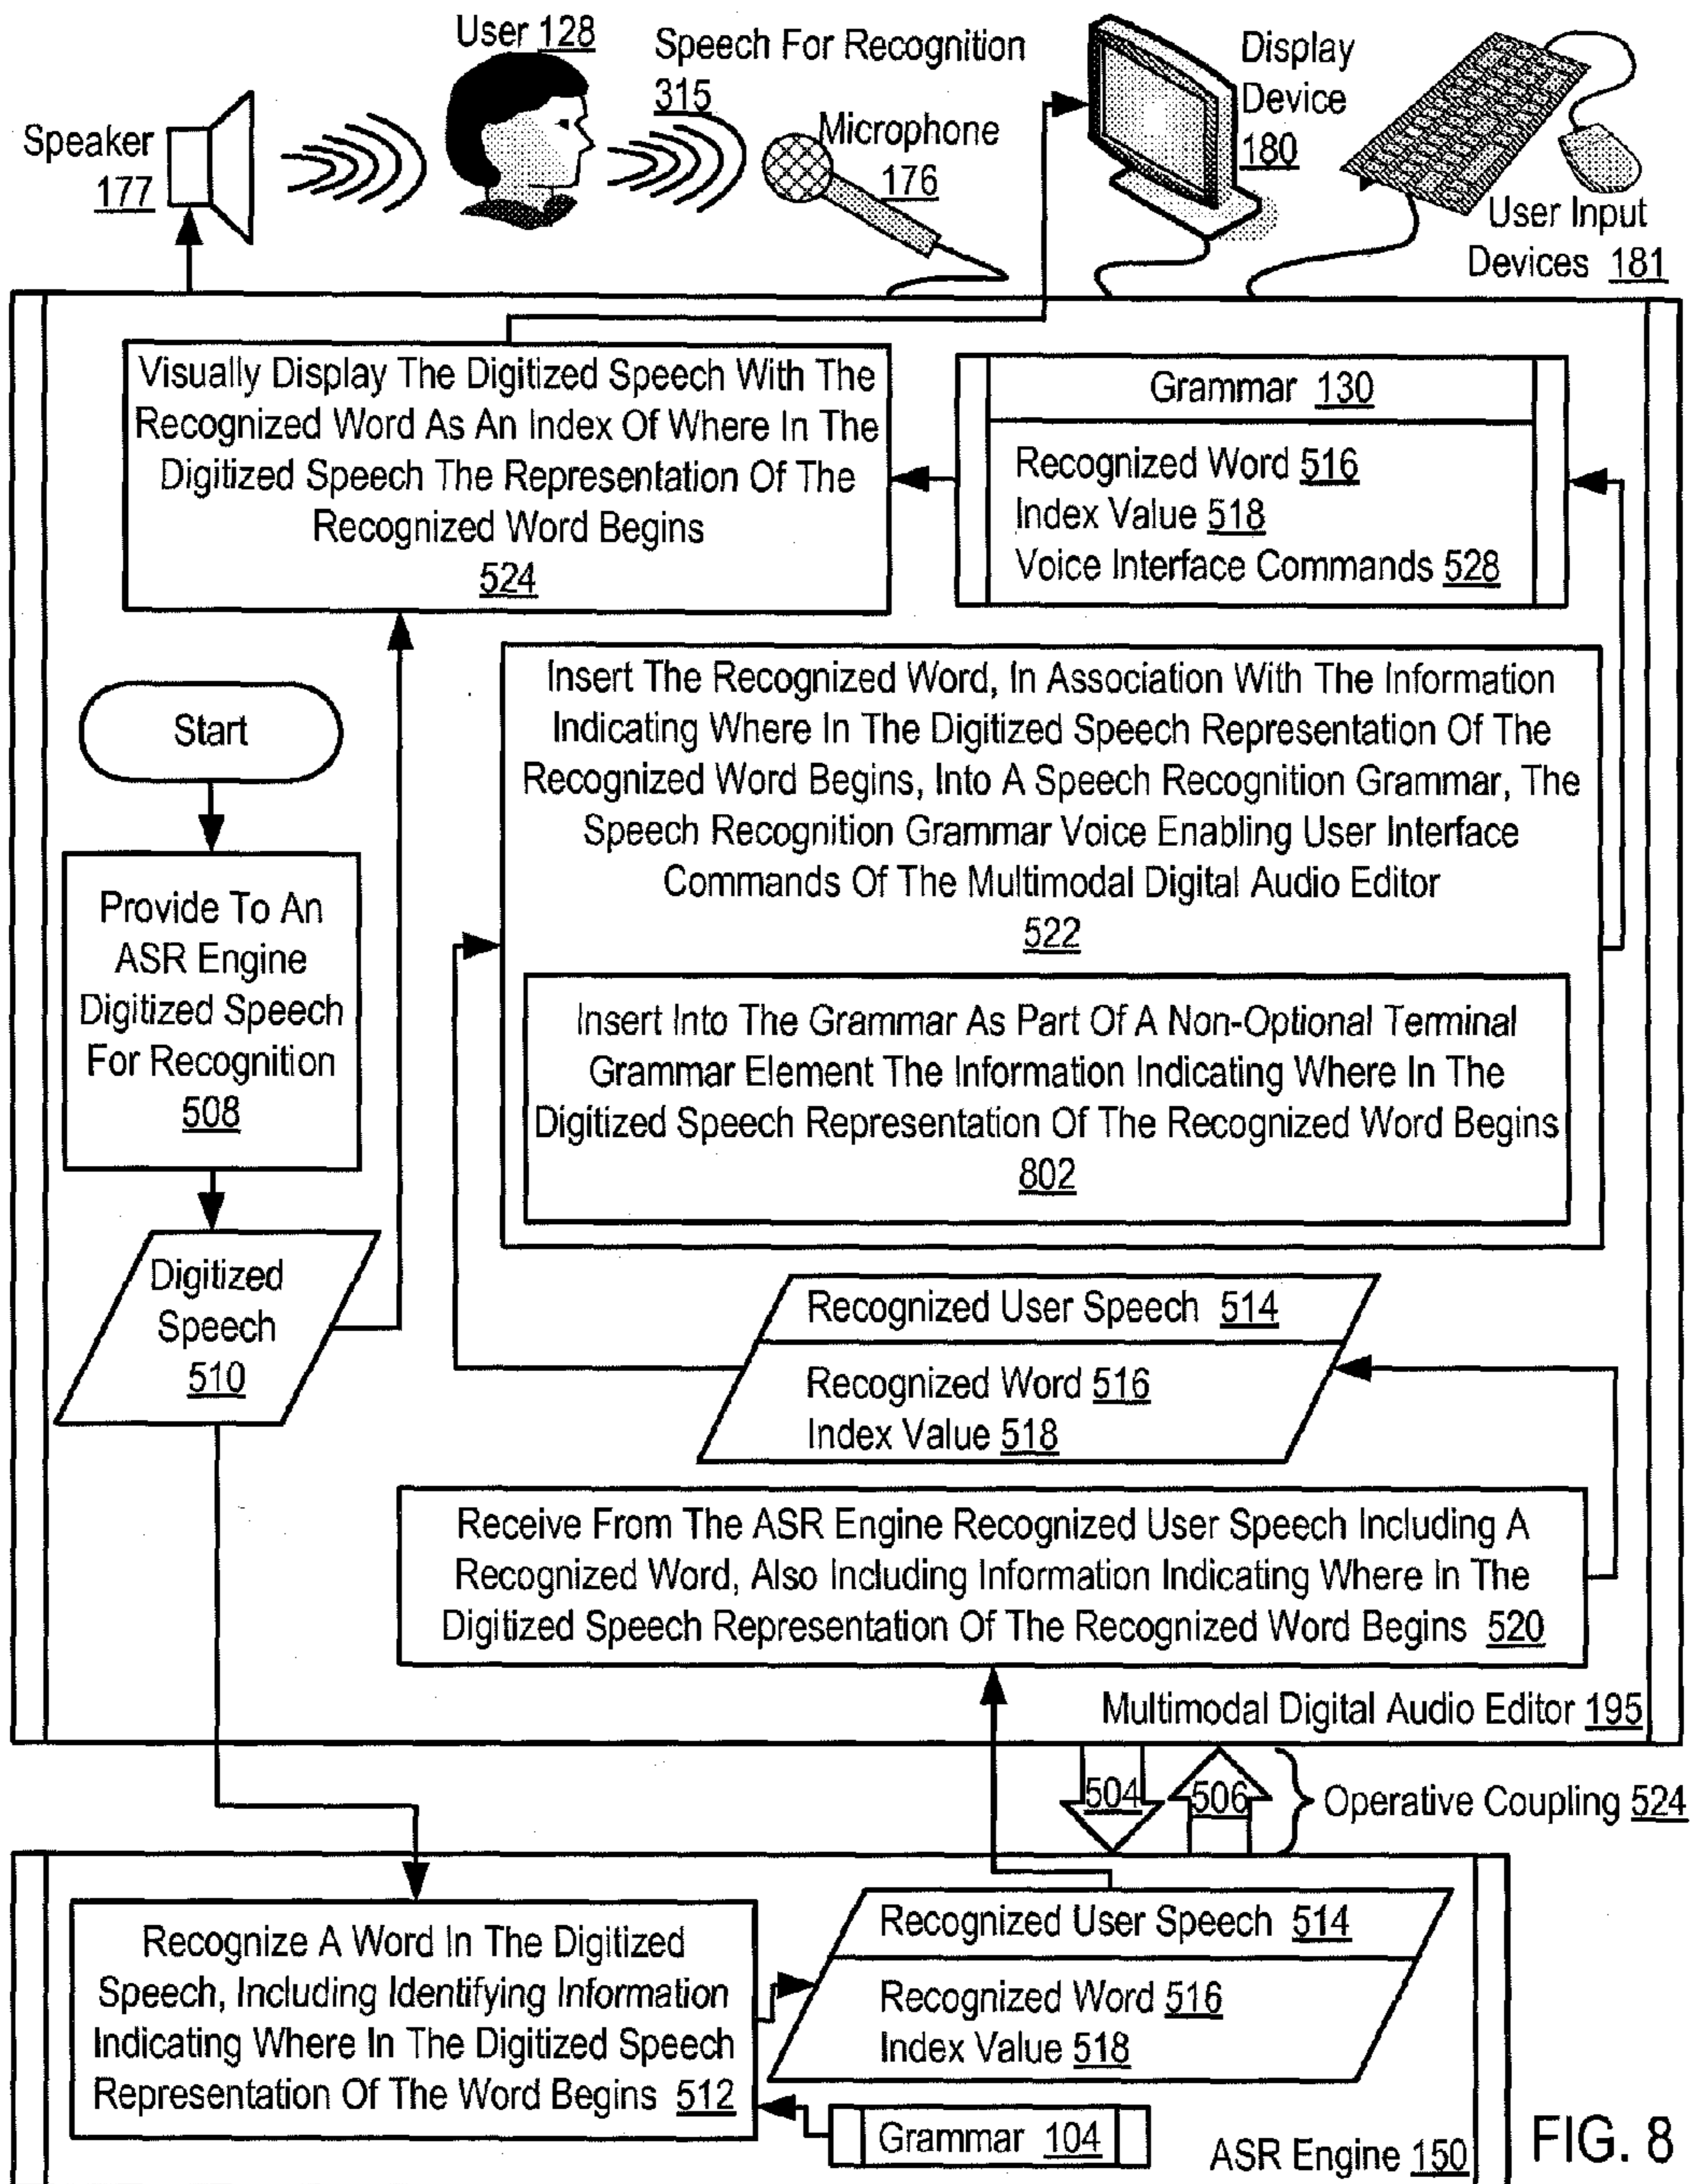 User 128
Speech For Recognition
315
Speaker
177
Microphone
176
Display
Device
180
User Input
Devices 181
Visually Display The Digitized Speech With The
Recognized Word As An Index Of Where In The
Digitized Speech The Representation Of The
Recognized Word Begins
524
Grammar 130
Recognized Word 516
Index Value 518
Voice Interface Commands 528
Start
Provide To An
ASR Engine
Digitized Speech
For Recognition
508
Digitized
Speech
510
Insert The Recognized Word, In Association With The Information
Indicating Where In The Digitized Speech Representation Of The
Recognized Word Begins, Into A Speech Recognition Grammar, The
Speech Recognition Grammar Voice Enabling User Interface
Commands Of The Multimodal Digital Audio Editor
522
Insert Into The Grammar As Part Of A Non-Optional Terminal
Grammar Element The Information Indicating Where In The
Digitized Speech Representation Of The Recognized Word Begins
802
Recognized User Speech 514
Recognized Word 516
Index Value 518
Receive From The ASR Engine Recognized User Speech Including A
Recognized Word, Also Including Information Indicating Where In The
Digitized Speech Representation Of The Recognized Word Begins 520
Multimodal Digital Audio Editor 195
504
506
Operative Coupling 524
Recognize A Word In The Digitized
Speech, Including Identifying Information
Indicating Where In The Digitized Speech
Representation Of The Word Begins 512
Recognized User Speech 514
Recognized Word 516
Index Value 518
Grammar 104
ASR Engine 150
FIG. 8